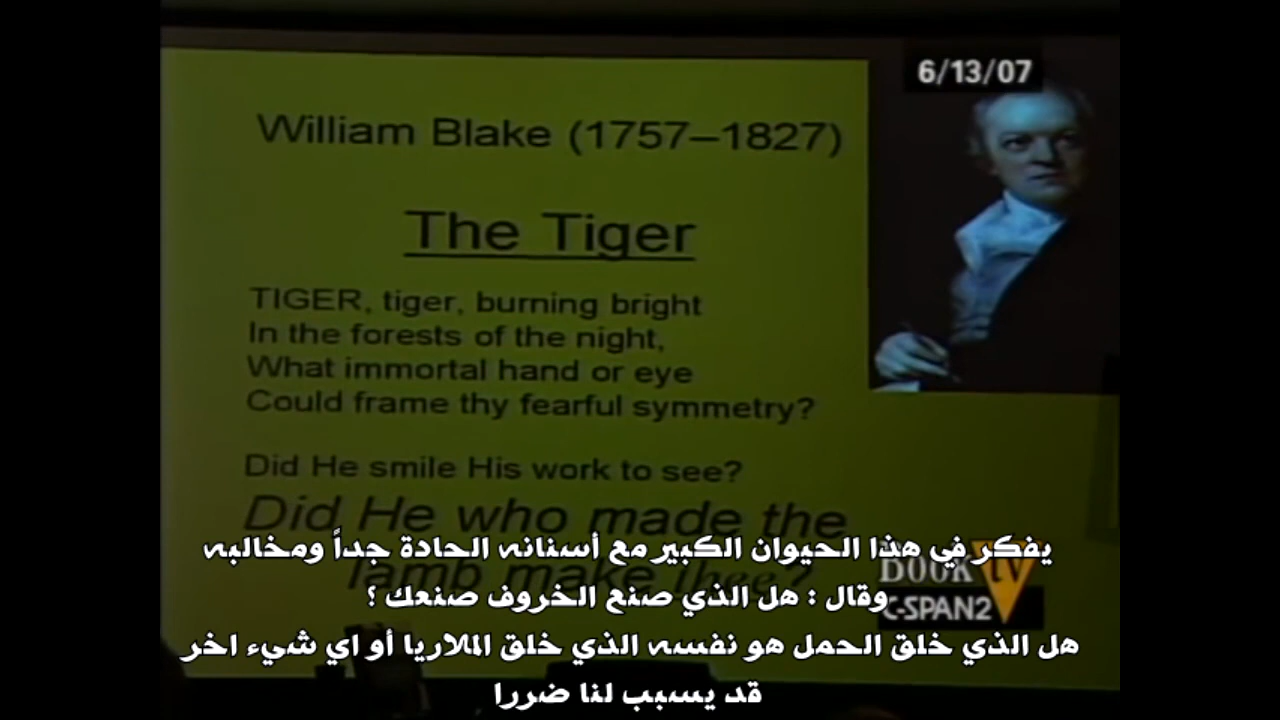 6/13/07
William Blake (1757–1827)
The Tiger
TIGER, tiger, burning bright
In the forests of the night,
What immortal hand or eye
Could frame thy fearful symmetry?
Did He smile His work to see?
Did He who made the
lamb make thee?
BOOK TV
C-SPAN2
يفكر في هذا الحيوان الكبير مع أسنانه الحادة جداً ومخالبه
وقال : هل الذي صنع الخروف صنعك ؟
هل الذي خلق الحمل هو نفسه الذي خلق الملاريا أو اي شيء اخر
قد يسبب لنا ضررا